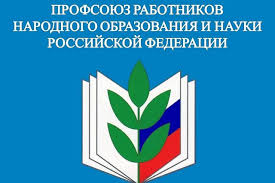 ПРОФСОЮЗ РАБОТНИКОВ
НАРОДНОГО ОБРАЗОВАНИЯ И НАУКИ
РОССИЙСКОЙ ФЕДЕРАЦИИ